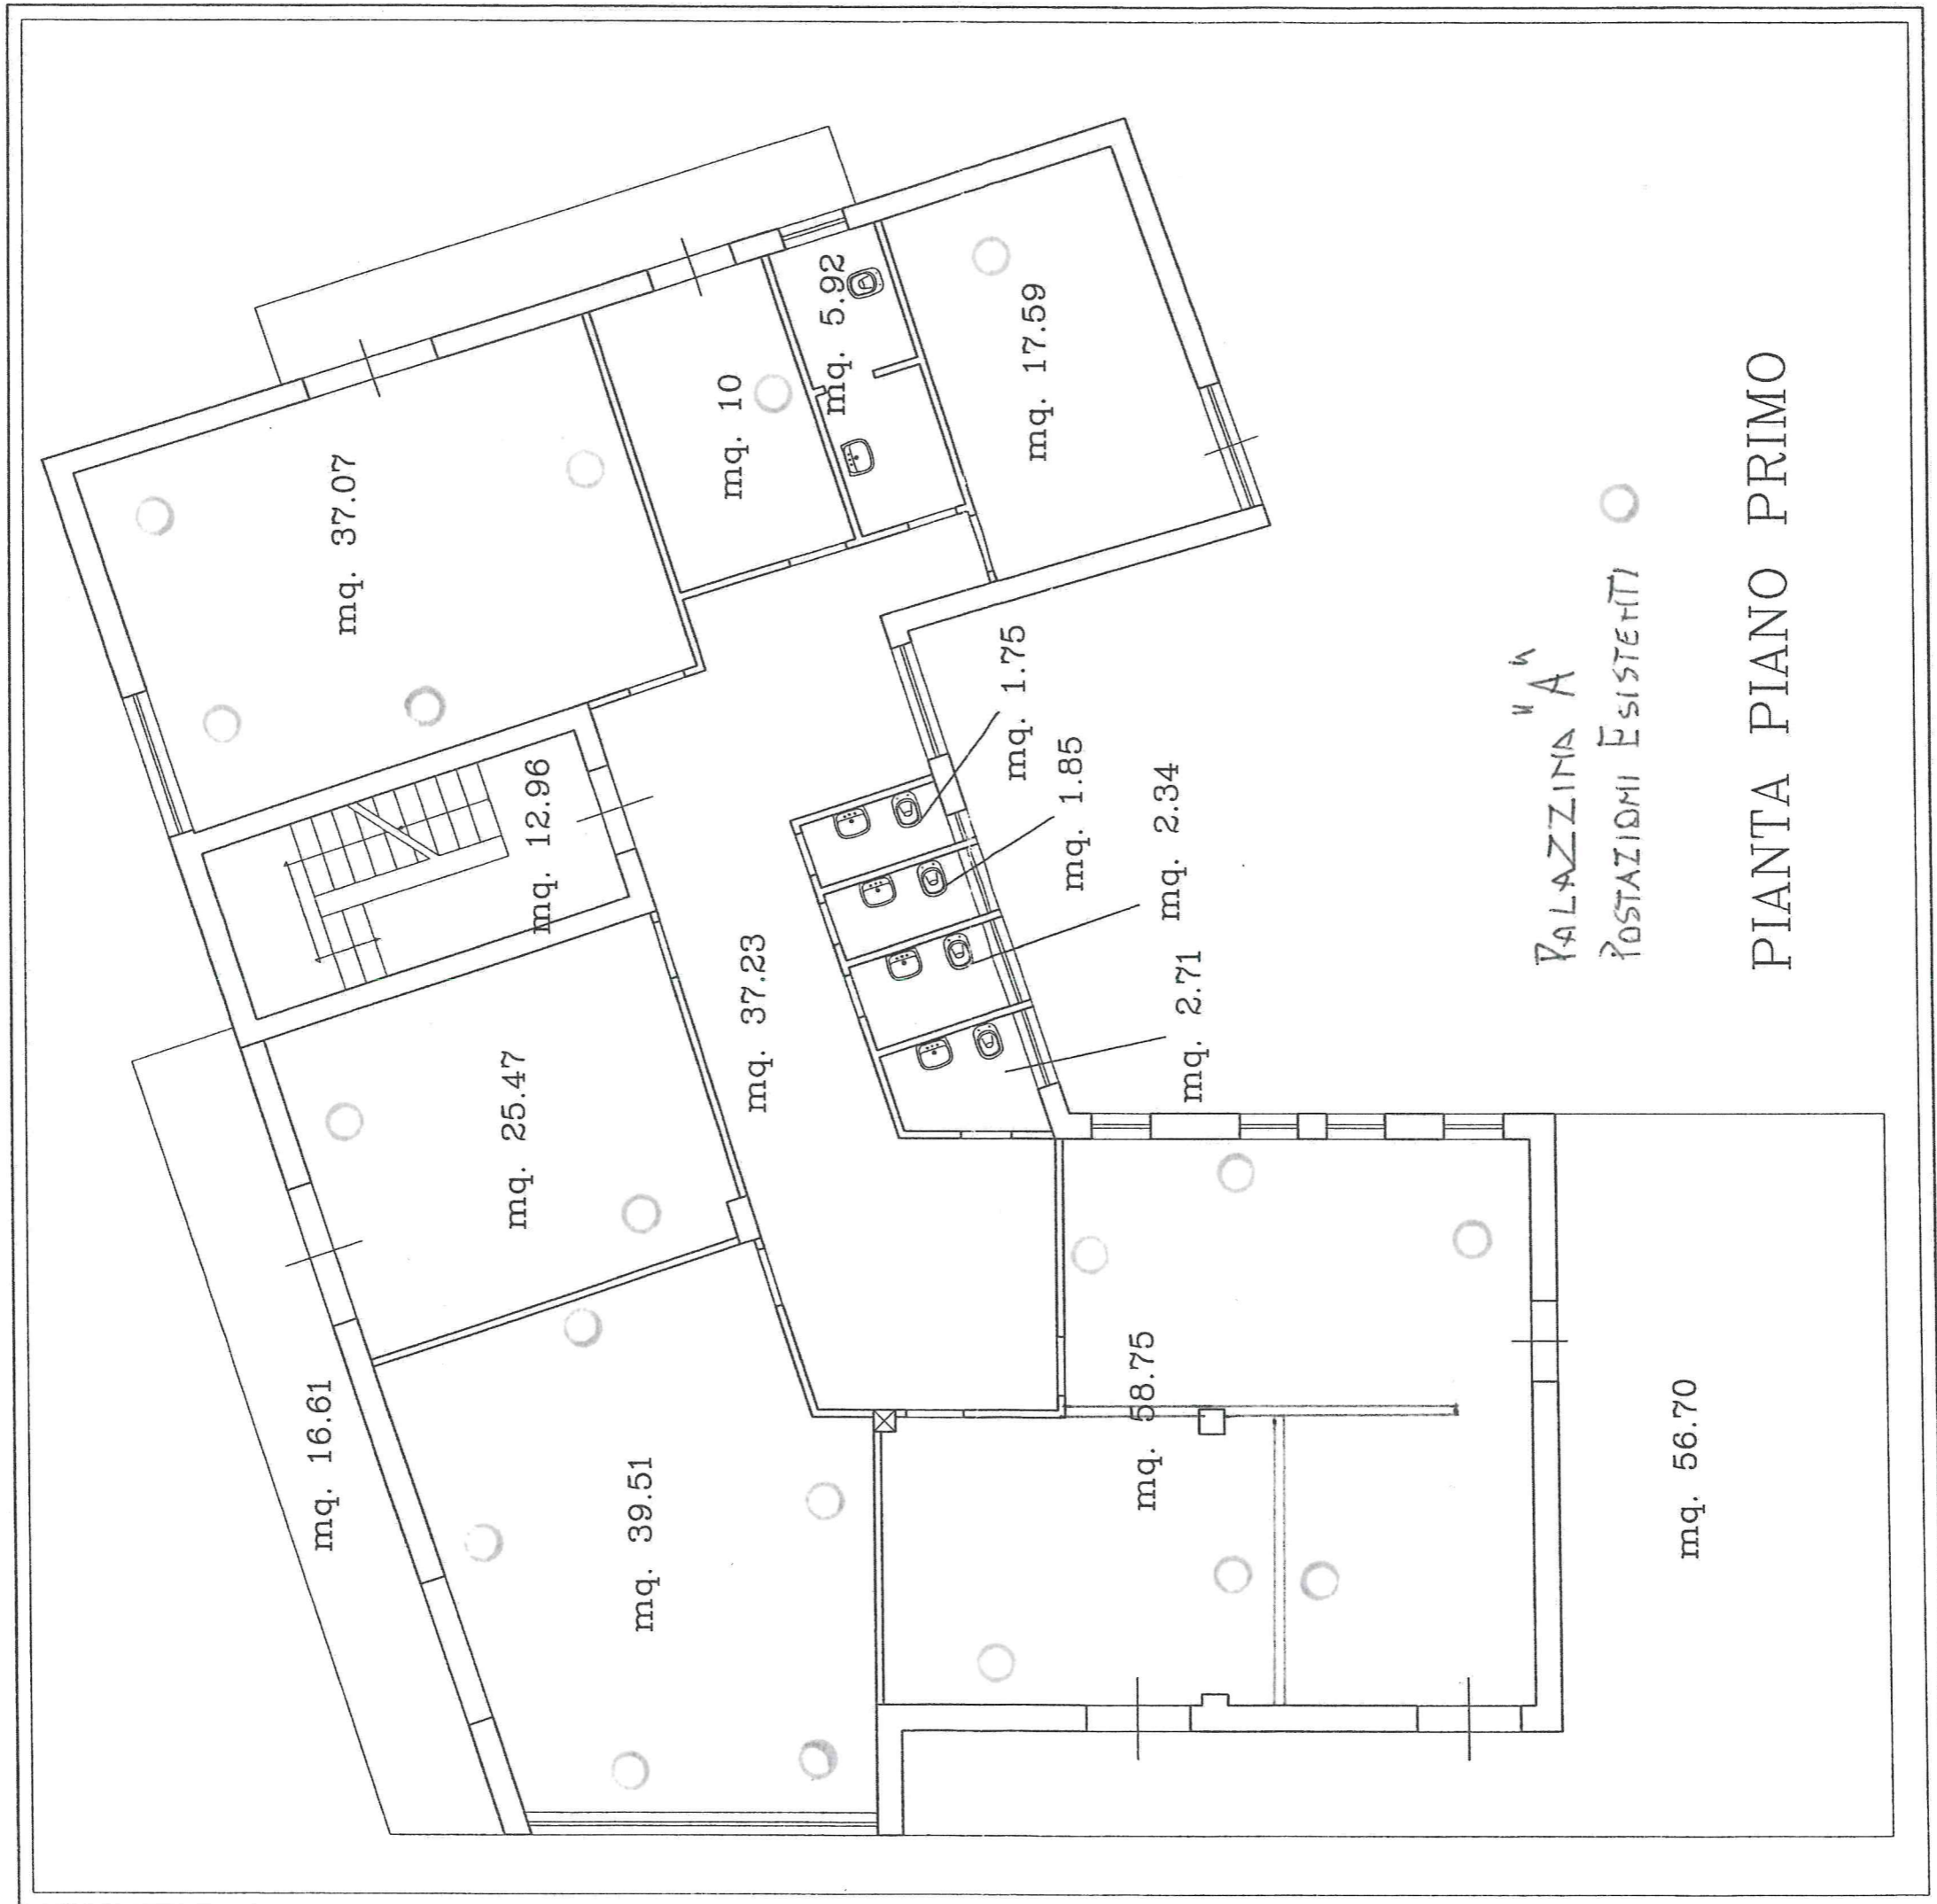 mq. 37.07
mq. 10
mq. 5.92
mq. 17.59
mq. 12.96
mq. 1.75
mq. 1.85
mq. 2.34
mq. 2.71
mq. 37.23
mq. 25.47
mq. 16.61
mq. 39.51
mq. 58.75
mq. 56.70
PALAZZINA "A"
POSTAZIONI ESISTENTI
PIANTA PIANO PRIMO